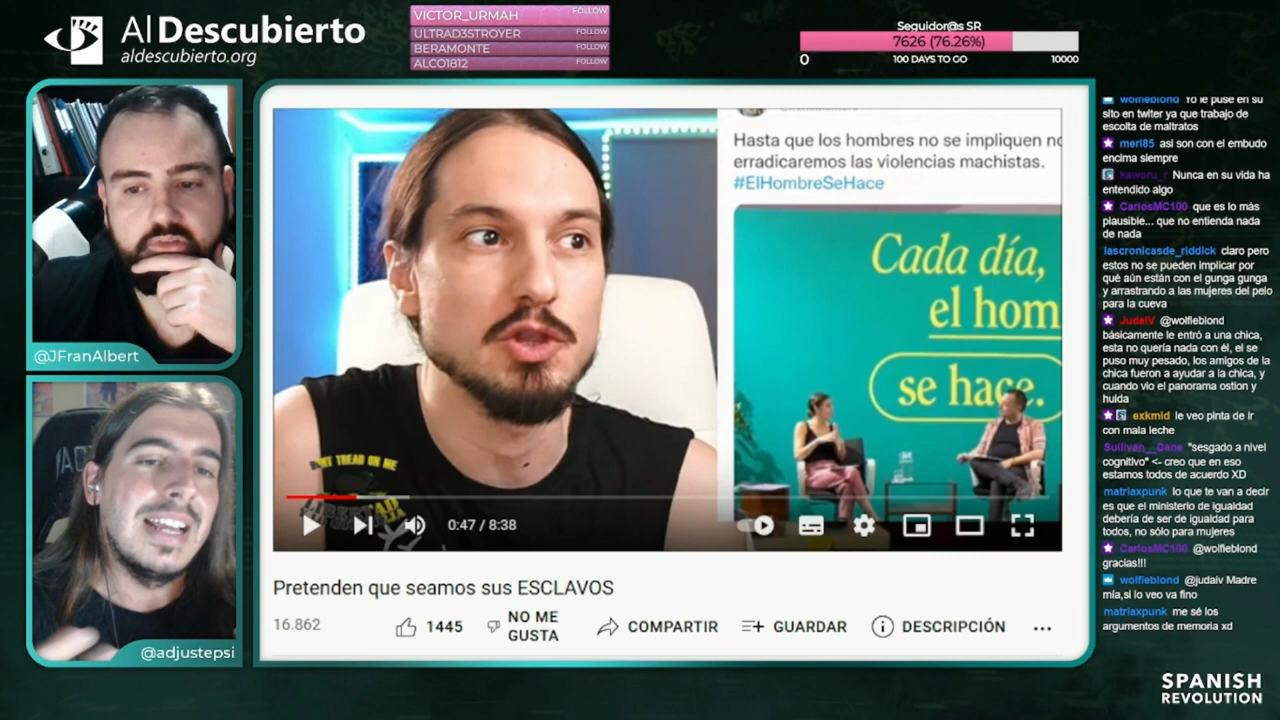 Al Descubierto
aldescubierto.org
VICTOR_URMAH FOLLOW
ULTRAD3STROYER FOLLOW
BERAMONTE FOLLOW
ALCO1812 FOLLOW
Seguidor@s SR
7626 (76.26%)
0 100 DAYS TO GO 10000
@JFranAlbert
@adjustepsi
Hasta que los hombres no se impliquen no
erradicaremos las violencias machistas.
#ElHombreSeHace
Cada día,
el hom
se hace.
DON'T TREAD ON ME
0:47 / 8:38
Pretenden que seamos sus ESCLAVOS
16.862
1445
NO ME
GUSTA
COMPARTIR
GUARDAR
DESCRIPCIÓN
wolfieblond Yo le puse en su
sito en twiter ya que trabajo de
escolta de maltratos
meri85 asi son con el embudo
encima siempre
kaworu_r Nunca en su vida ha
entendido algo
CarlosMC100 que es lo más
plausible... que no entienda nada
de nada
lascronicasde_riddick claro pero
estos no se pueden implicar por
qué aún están con el gunga gunga
y arrastrando a las mujeres del pelo
para la cueva
JudaiV @wolfieblond
básicamente le entró a una chica,
esta no quería nada con él, el se
puso muy pesado, los amigos de la
chica fueron a ayudar a la chica, y
cuando vio el panorama ostion y
huida
exkmid le veo pinta de ir
con mala leche
Sullivan__Dane "sesgado a nivel
cognitivo" <- creo que en eso
estamos todos de acuerdo XD
matriaxpunk lo que te van a decir
es que el ministerio de igualdad
debería de ser de igualdad para
todos, no sólo para mujeres
CarlosMC100 @wolfieblond
gracias!!!
wolfieblond @judaiv Madre
mía,si lo veo va fino
matriaxpunk me sé los
argumentos de memoria xd
SPANISH
REVOLUTION